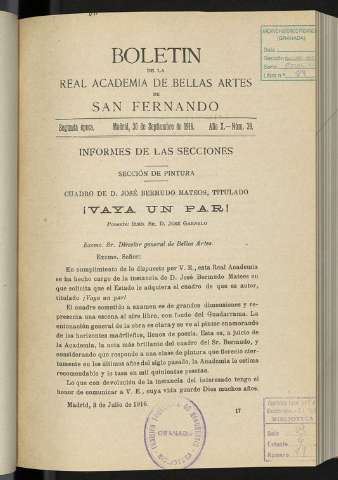 BOLETIN
DE LA
REAL ACADEMIA DE BELLAS ARTES
DE
SAN FERNANDO
Segunda época. Madrid, 30 de Septiembre de 1916. Año X.—Núm. 39.
INFORMES DE LAS SECCIONES
SECCIÓN DE PINTURA
CUADRO DE D. JOSÉ BERMUDO MATEOS, TITULADO
¡VAYA UN PAR!
Ponente: Ilmo. Sr. D. José Garnelo
Excmo. Sr. Director general de Bellas Artes.
Excmo. Señor:
En cumplimiento de lo dispuesto por V. E., esta Real Academia
se ha hecho cargo de la instancia de D. José Bermudo Mateos en
que solicita que el Estado le adquiera el cuadro de que es autor,
titulado ¡Vaya un par!
El cuadro sometido a examen es de grandes dimensiones y re-
presenta una escena al aire libre, con fondo del Guadarrama. La
entonación general de la obra es clara y se ve al pintor enamorado
de los horizontes madrileños, llenos de poesía. Esta es, a juicio de
la Academia, la nota más brillante del cuadro del Sr. Bermudo, y
considerando que responde a una clase de pintura que floreció cier-
tamente en los últimos años del siglo pasado, la Academia lo estima
recomendable y lo tasa en mil quinientas pesetas.
Lo que con devolución de la instancia del interesado tengo el
honor de comunicar a V. E., cuya vida guarde Dios muchos años.
Madrid, 3 de Julio de 1916.
17
GRANADA
BIBLIOTECA
Sala
Estante
Número